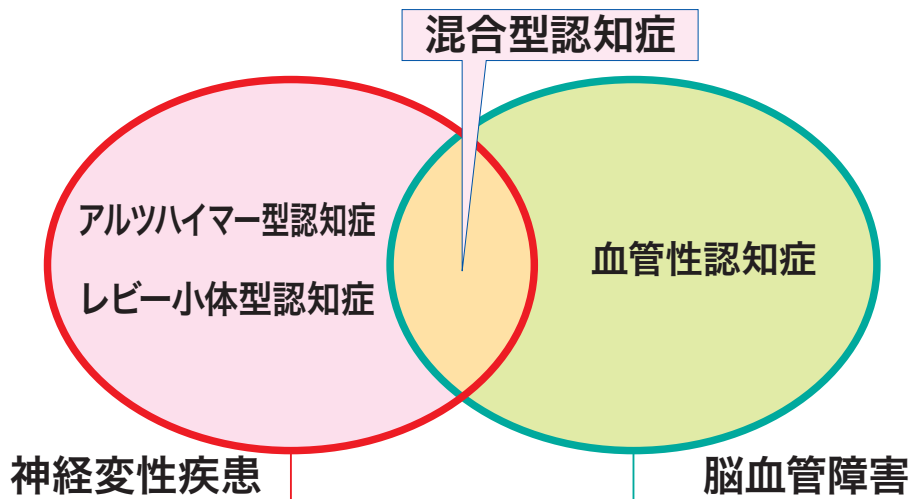 混合型認知症
アルツハイマー型認知症
レビー小体型認知症
血管性認知症
神経変性疾患
脳血管障害